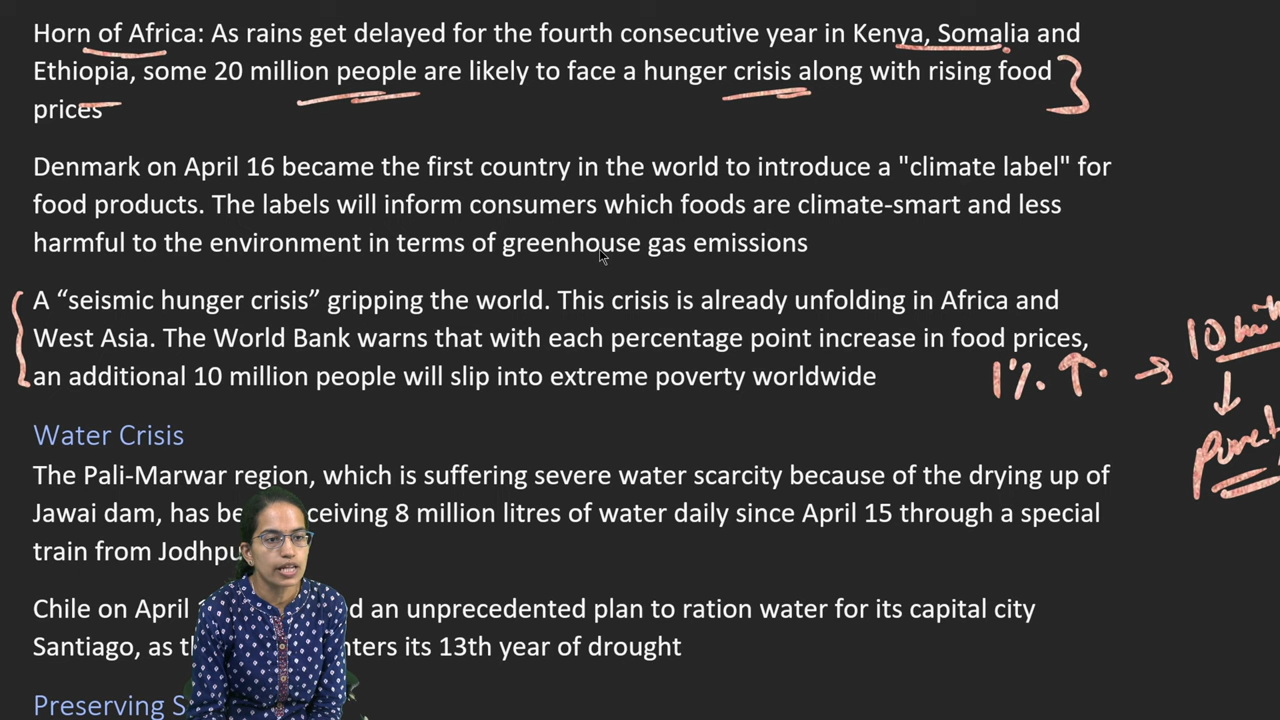 Horn of Africa: As rains get delayed for the fourth consecutive year in Kenya, Somalia and
Ethiopia, some 20 million people are likely to face a hunger crisis along with rising food
prices
Denmark on April 16 became the first country in the world to introduce a "climate label" for
food products. The labels will inform consumers which foods are climate-smart and less
harmful to the environment in terms of greenhouse gas emissions
A “seismic hunger crisis” gripping the world. This crisis is already unfolding in Africa and
West Asia. The World Bank warns that with each percentage point increase in food prices,
an additional 10 million people will slip into extreme poverty worldwide
1% ↑ → 10
Water Crisis
The Pali-Marwar region, which is suffering severe water scarcity because of the drying up of
Jawai dam, has be ceiving 8 million litres of water daily since April 15 through a special
train from Jodhpu
Chile on April d an unprecedented plan to ration water for its capital city
Santiago, as th nters its 13th year of drought
Preserving S